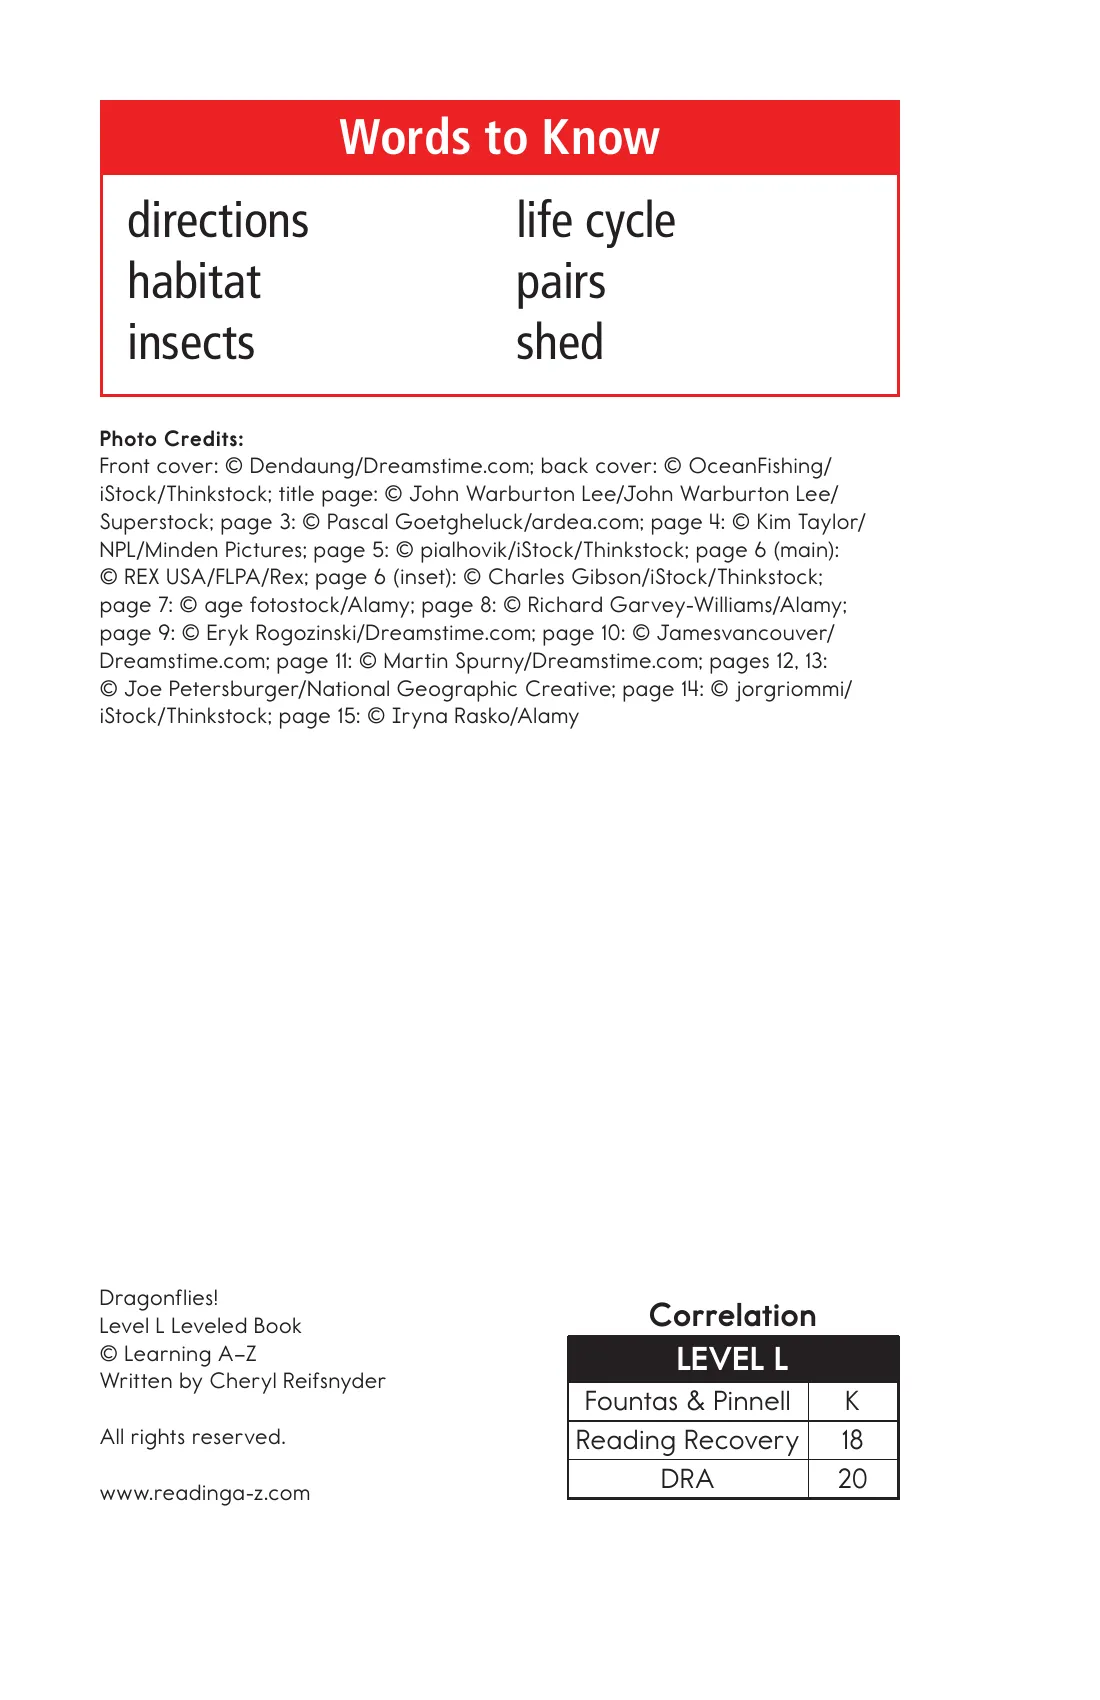 Words to Know
directions
habitat
insects
life cycle
pairs
shed
Photo Credits:
Front cover: © Dendaung/Dreamstime.com; back cover: © OceanFishing/
iStock/Thinkstock; title page: © John Warburton Lee/John Warburton Lee/
Superstock; page 3: © Pascal Goetgheluck/ardea.com; page 4: © Kim Taylor/
NPL/Minden Pictures; page 5: © pialhovik/iStock/Thinkstock; page 6 (main):
© REX USA/FLPA/Rex; page 6 (inset): © Charles Gibson/iStock/Thinkstock;
page 7: © age fotostock/Alamy; page 8: © Richard Garvey-Williams/Alamy;
page 9: © Eryk Rogozinski/Dreamstime.com; page 10: © Jamesvancouver/
Dreamstime.com; page 11: © Martin Spurny/Dreamstime.com; pages 12, 13:
© Joe Petersburger/National Geographic Creative; page 14: © jorgriommi/
iStock/Thinkstock; page 15: © Iryna Rasko/Alamy
Dragonflies!
Level L Leveled Book
© Learning A–Z
Written by Cheryl Reifsnyder
All rights reserved.
www.readinga-z.com
Correlation
LEVEL L
Fountas & Pinnell K
Reading Recovery 18
DRA 20